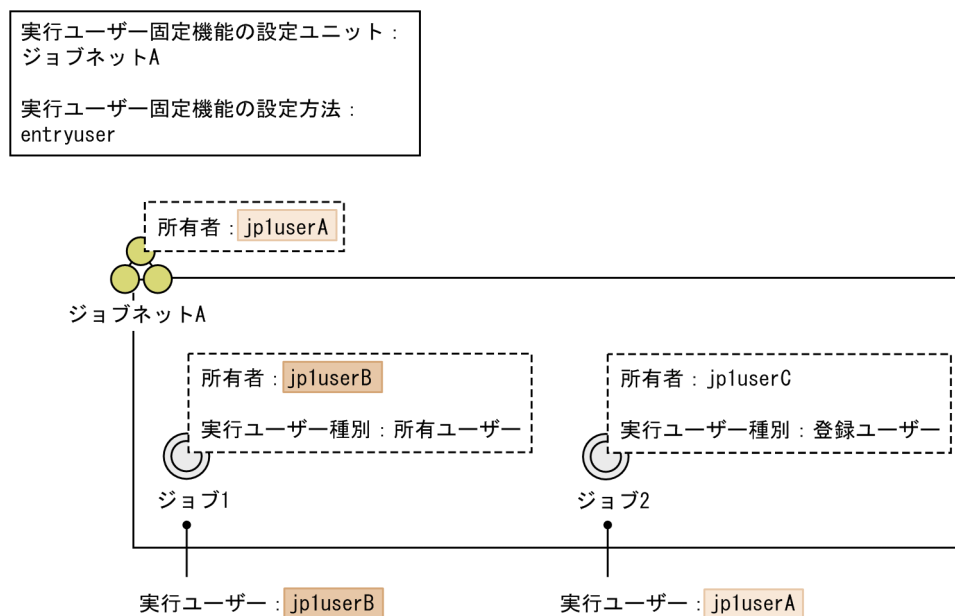 実行ユーザー固定機能の設定ユニット：
ジョブネットA
実行ユーザー固定機能の設定方法：
entryuser
所有者：jp1userA
ジョブネットA
所有者：jp1userB
実行ユーザー種別：所有ユーザー
ジョブ1
所有者：jp1userC
実行ユーザー種別：登録ユーザー
ジョブ2
実行ユーザー：jp1userB
実行ユーザー：jp1userA